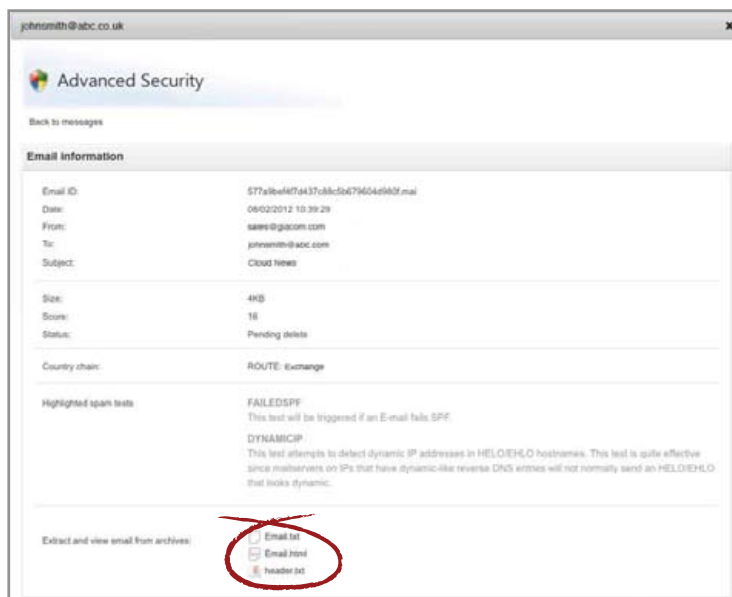 johnsmith@abc.co.uk
Advanced Security
Back to messages
Email information
Email ID:
Date: 08/02/2012 10:39:29
From: sales@giacom.com
To: johnsmith@abc.com
Subject: Cloud News
Size: 4KB
Score: 16
Status: Pending delete
Country chain: ROUTE: Exchange
Highlighted spam tests FAILEDSPF
This test will be triggered if an E-mail fails SPF.
DYNAMICIP
This test attempts to detect dynamic IP addresses in HELO/EHLO hostnames. This test is quite effective
since mailservers on IPs that have dynamic-like reverse DNS entries will not normally send an HELO/EHLO
that looks dynamic.
Extract and view email from archives: Email.txt
Email.html
header.txt